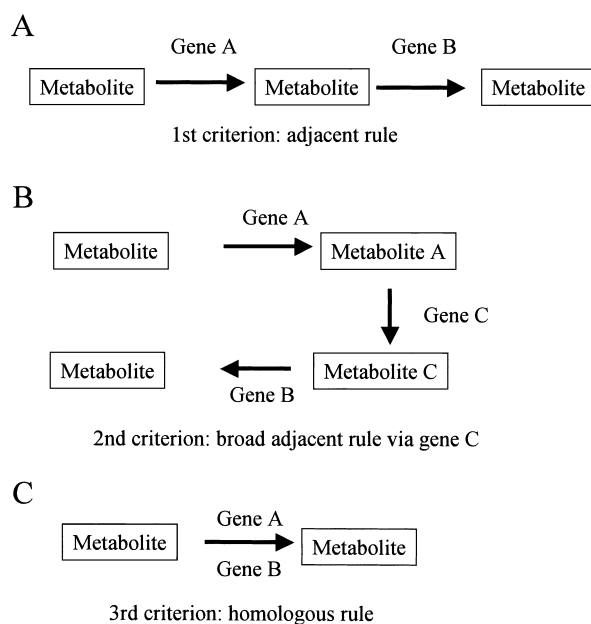 A
Gene A
Gene B
Metabolite
Metabolite
Metabolite
1st criterion: adjacent rule
B
Gene A
Metabolite
Metabolite A
Gene C
Metabolite
Metabolite C
Gene B
2nd criterion: broad adjacent rule via gene C
C
Gene A
Metabolite
Metabolite
Gene B
3rd criterion: homologous rule